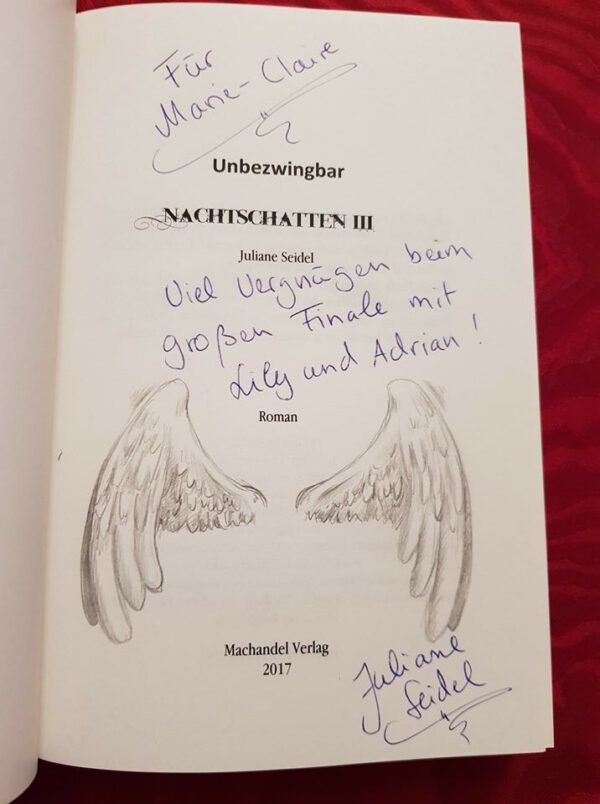 Für
Marie-Claire
Unbezwingbar
NACHTSCHATTEN III
Juliane Seidel
Viel Vergnügen beim
großen Finale mit
Lily und Adrian!
Roman
Machandel Verlag
2017
Juliane
Seidel